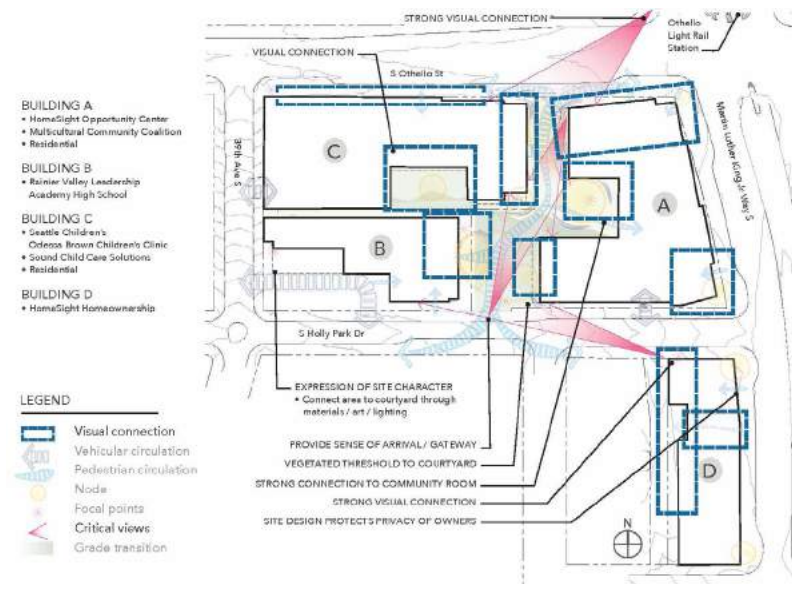 STRONG VISUAL CONNECTION
Othello
Light Rail
Station
VISUAL CONNECTION
S Othello St
BUILDING A
• HomeSight Opportunity Center
• Multicultural Community Coalition
• Residential
BUILDING B
• Rainier Valley Leadership
Academy High School
BUILDING C
• Seattle Children's
Odessa Brown Children's Clinic
• Sound Child Care Solutions
• Residential
BUILDING D
• HomeSight Homeownership
39th Ave S
Martin Luther King Jr Way S
C
A
B
S Holly Park Dr
EXPRESSION OF SITE CHARACTER
• Connect area to courtyard through
materials / art / lighting
PROVIDE SENSE OF ARRIVAL / GATEWAY
VEGETATED THRESHOLD TO COURTYARD
STRONG CONNECTION TO COMMUNITY ROOM
STRONG VISUAL CONNECTION
SITE DESIGN PROTECTS PRIVACY OF OWNERS
D
N
LEGEND
Visual connection
Vehicular circulation
Pedestrian circulation
Node
Focal points
Critical views
Grade transition